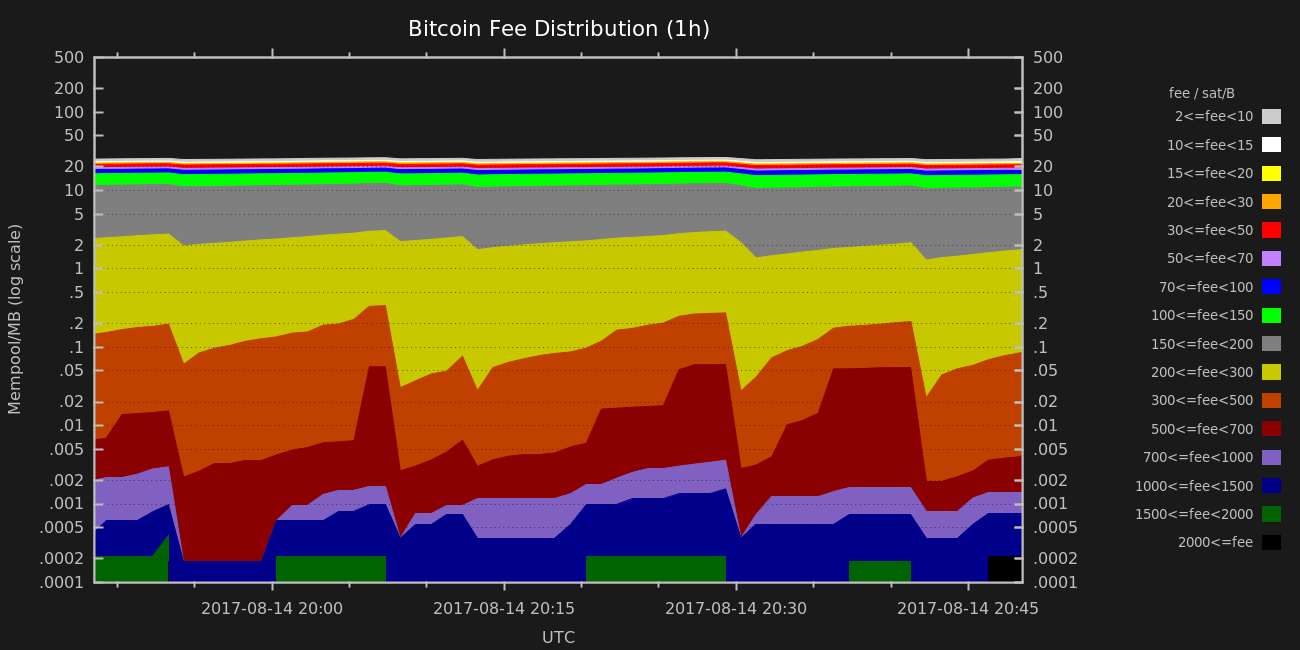 Bitcoin Fee Distribution (1h)
500
200
100
50
20
10
5
2
1
.5
.2
.1
.05
.02
.01
.005
.002
.001
.0005
.0002
.0001
Mempool/MB (log scale)
500
200
100
50
20
10
5
2
1
.5
.2
.1
.05
.02
.01
.005
.002
.001
.0005
.0002
.0001
2017-08-14 20:00
2017-08-14 20:15
2017-08-14 20:30
2017-08-14 20:45
UTC
fee / sat/B
2<=fee<10
10<=fee<15
15<=fee<20
20<=fee<30
30<=fee<50
50<=fee<70
70<=fee<100
100<=fee<150
150<=fee<200
200<=fee<300
300<=fee<500
500<=fee<700
700<=fee<1000
1000<=fee<1500
1500<=fee<2000
2000<=fee